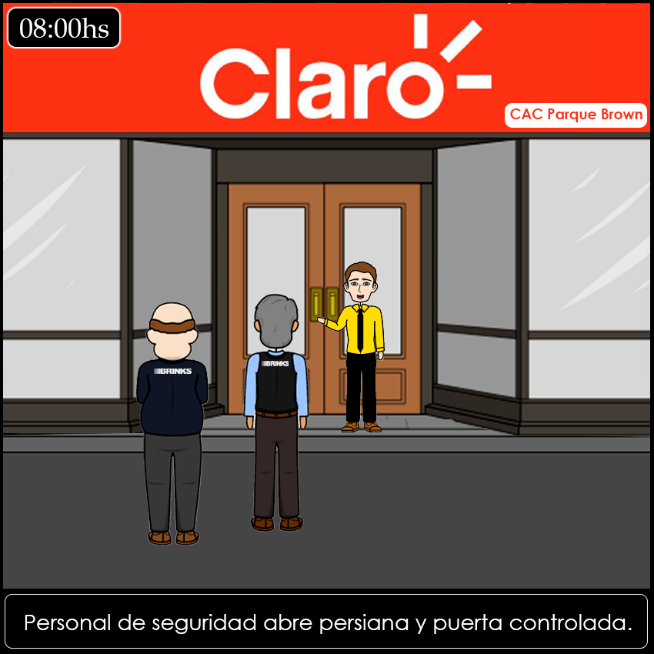 08:00hs
Claro
CAC Parque Brown
BRINKS
BRINKS
Personal de seguridad abre persiana y puerta controlada.